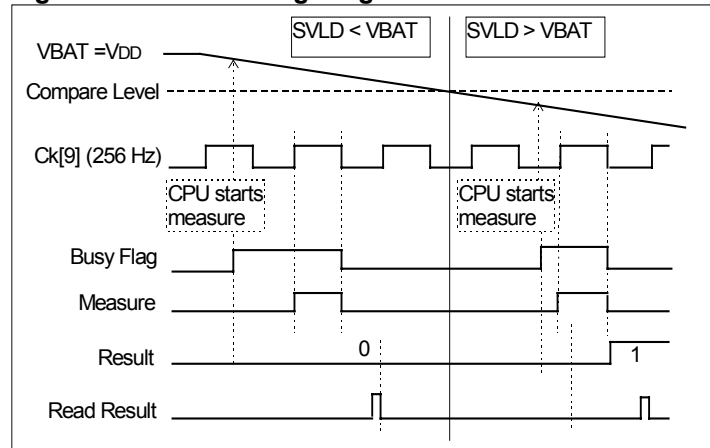 SVLD < VBAT
SVLD > VBAT
VBAT =VDD
Compare Level
Ck[9] (256 Hz)
CPU starts
measure
CPU starts
measure
Busy Flag
Measure
Result
0
1
Read Result